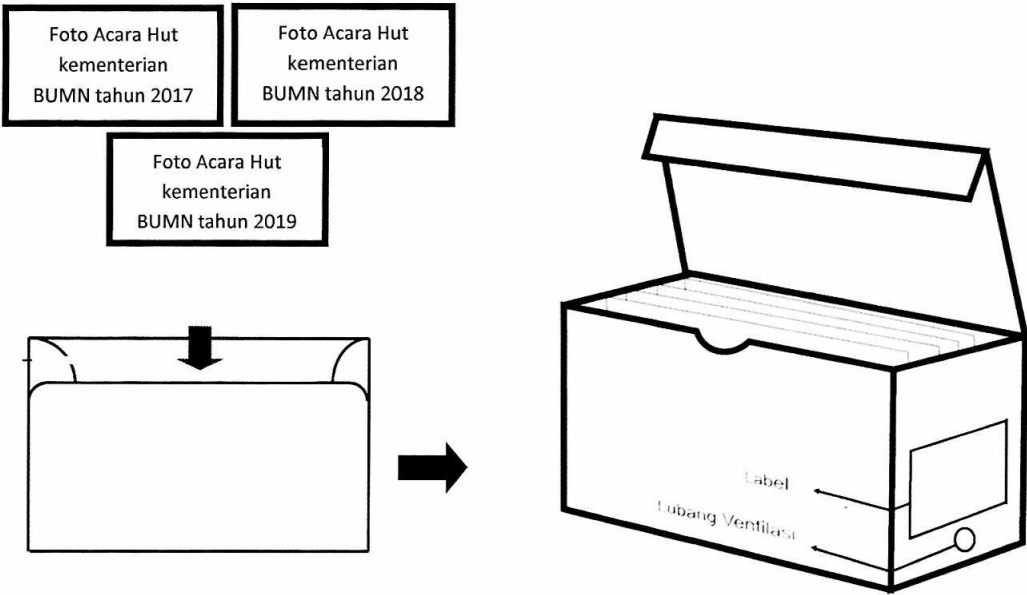 Foto Acara Hut
kementerian
BUMN tahun 2017
Foto Acara Hut
kementerian
BUMN tahun 2018
Foto Acara Hut
kementerian
BUMN tahun 2019
Label
Lubang Ventilasi